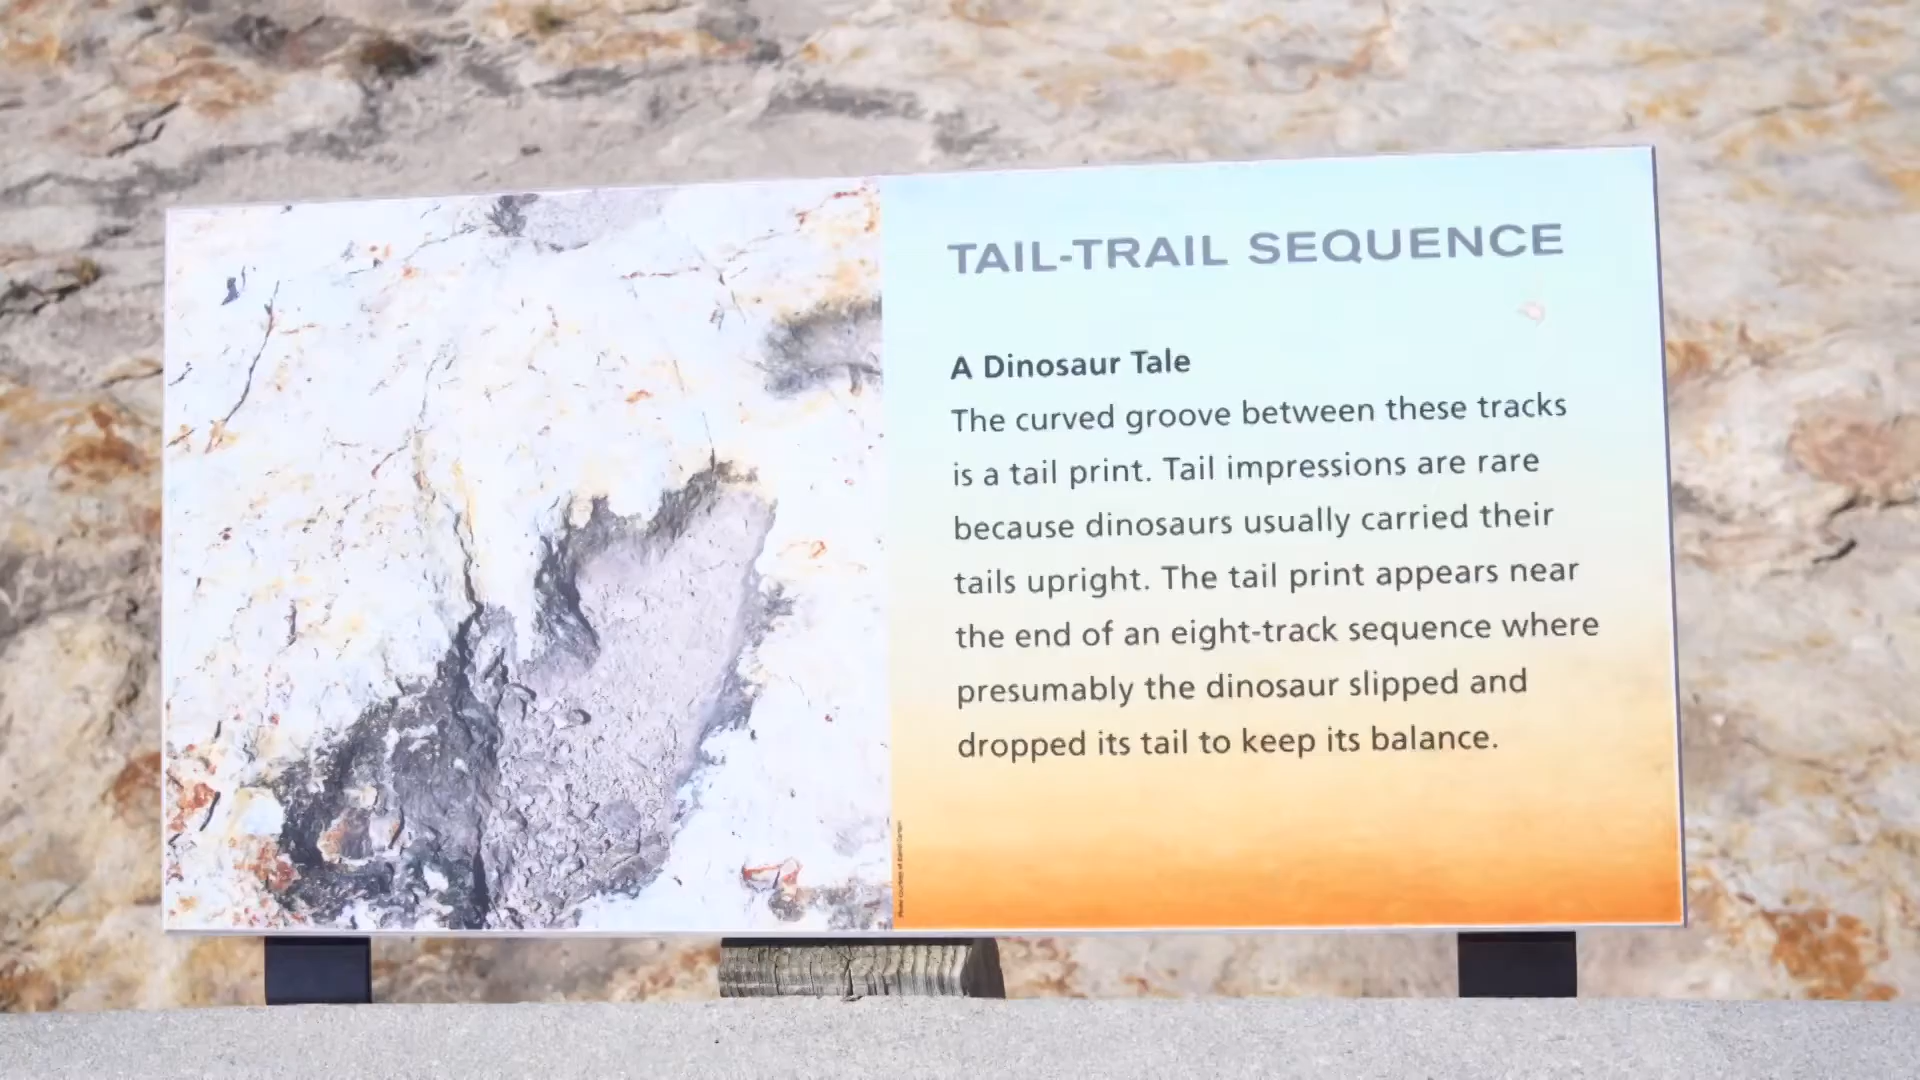 TAIL-TRAIL SEQUENCE
A Dinosaur Tale
The curved groove between these tracks
is a tail print. Tail impressions are rare
because dinosaurs usually carried their
tails upright. The tail print appears near
the end of an eight-track sequence where
presumably the dinosaur slipped and
dropped its tail to keep its balance.